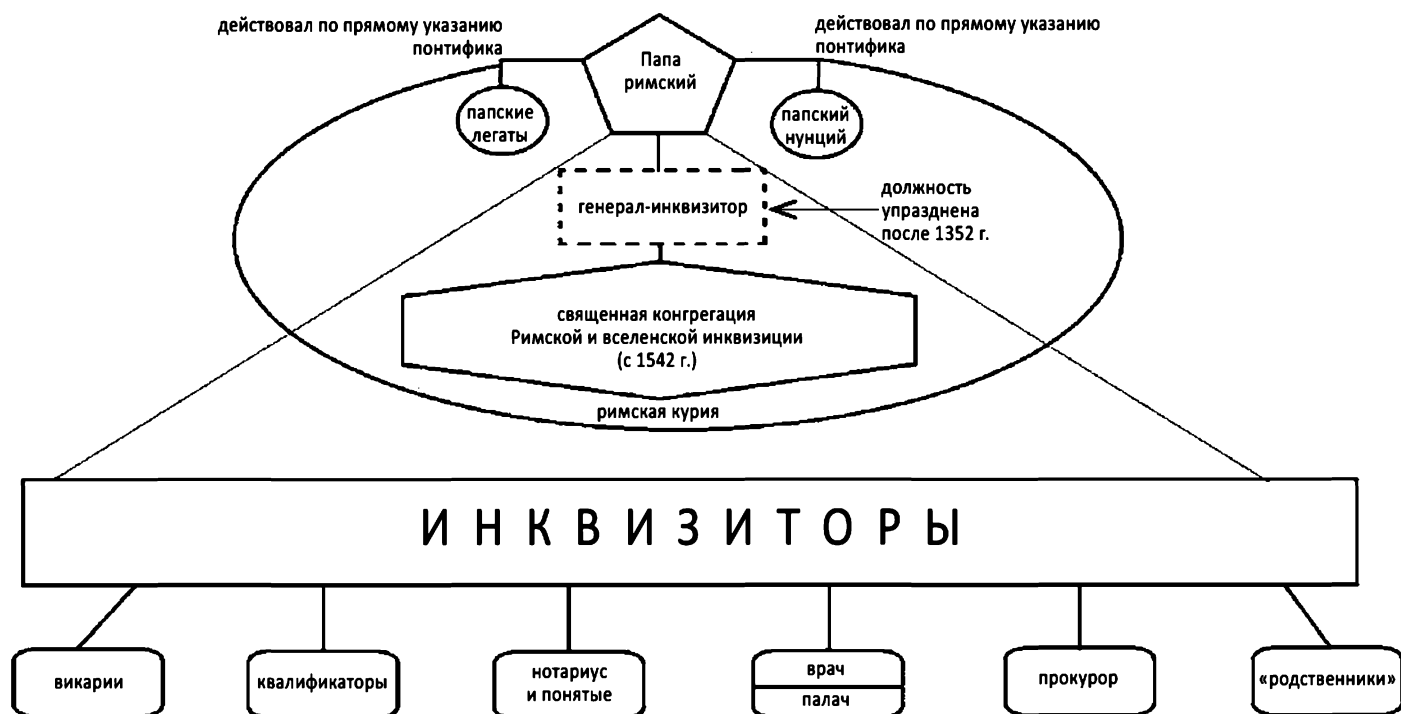 действовал по прямому указанию
понтифика
действовал по прямому указанию
понтифика
Папа
римский
папские
легаты
папский
нунций
генерал-инквизитор
должность
упразднена
после 1352 г.
священная конгрегация
Римской и вселенской инквизиции
(с 1542 г.)
римская курия
ИНКВИЗИТОРЫ
викарии
квалификаторы
нотариус
и понятые
врач
палач
прокурор
«родственники»